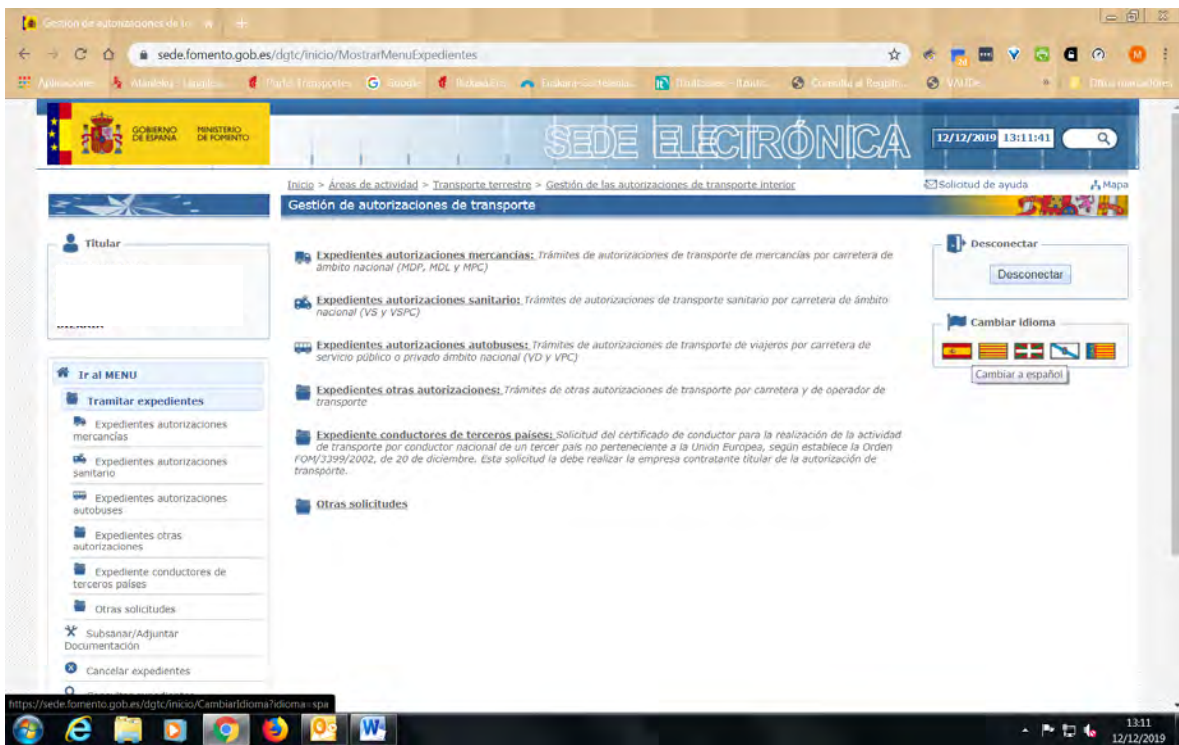 Gestión de autorizaciones de tr
sede.fomento.gob.es/dgtc/inicio/MostrarMenuExpedientes
Aplicaciones
Google
Otros marcadores
GOBIERNO DE ESPAÑA
MINISTERIO DE FOMENTO
SEDE ELECTRÓNICA
12/12/2019 13:11:41
Inicio > Áreas de actividad > Transporte terrestre > Gestión de las autorizaciones de transporte interior
Solicitud de ayuda
Mapa
Gestión de autorizaciones de transporte
Titular
Ir al MENU
Tramitar expedientes
Expedientes autorizaciones
mercancías
Expedientes autorizaciones
sanitario
Expedientes autorizaciones
autobuses
Expedientes otras
autorizaciones
Expediente conductores de
terceros países
Otras solicitudes
Subsanar/Adjuntar
Documentación
Cancelar expedientes
Expedientes autorizaciones mercancías: Trámites de autorizaciones de transporte de mercancías por carretera de
ámbito nacional (MDP, MDL y MPC)
Expedientes autorizaciones sanitario: Trámites de autorizaciones de transporte sanitario por carretera de ámbito
nacional (VS y VSPC)
Expedientes autorizaciones autobuses: Trámites de autorizaciones de transporte de viajeros por carretera de
servicio público o privado ámbito nacional (VD y VPC)
Expedientes otras autorizaciones: Trámites de otras autorizaciones de transporte por carretera y de operador de
transporte
Expediente conductores de terceros países: Solicitud del certificado de conductor para la realización de la actividad
de transporte por conductor nacional de un tercer país no perteneciente a la Unión Europea, según establece la Orden
FOM/3399/2002, de 20 de diciembre. Esta solicitud la debe realizar la empresa contratante titular de la autorización de
transporte.
Otras solicitudes
Desconectar
Desconectar
Cambiar idioma
Cambiar a español
https://sede.fomento.gob.es/dgtc/inicio/CambiarIdioma?idioma=spa
13:11
12/12/2019